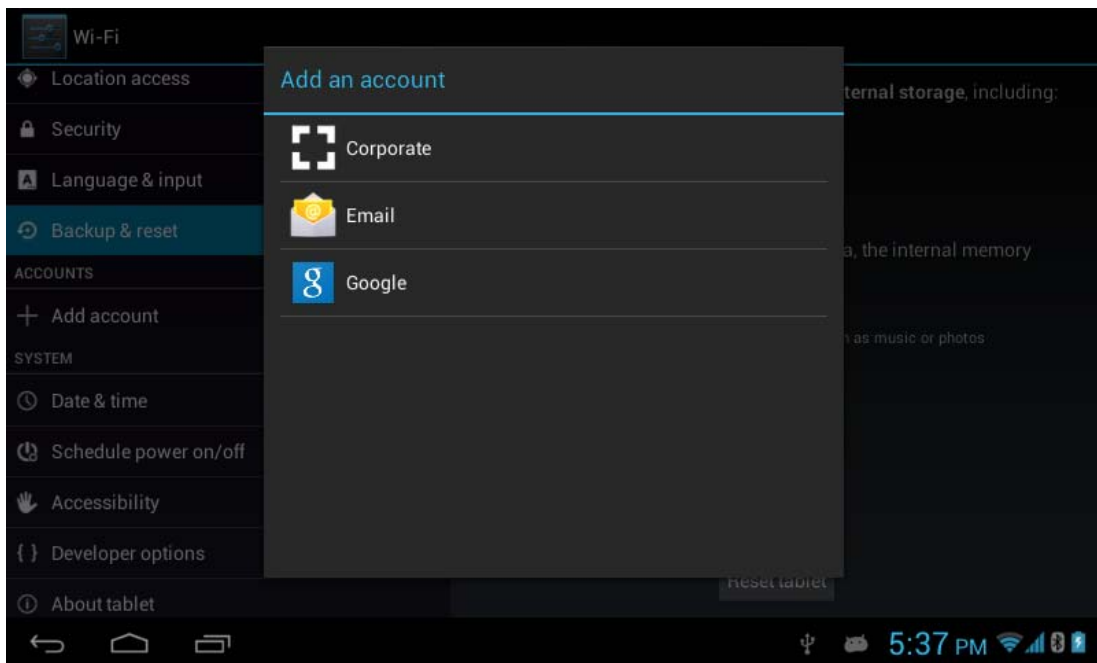 Wi-Fi
Location access
Security
Language & input
Backup & reset
ACCOUNTS
Add account
SYSTEM
Date & time
Schedule power on/off
Accessibility
{ } Developer options
About tablet
Add an account
Corporate
Email
Google
ternal storage, including:
a, the internal memory
as music or photos
Reset tablet
5:37 PM